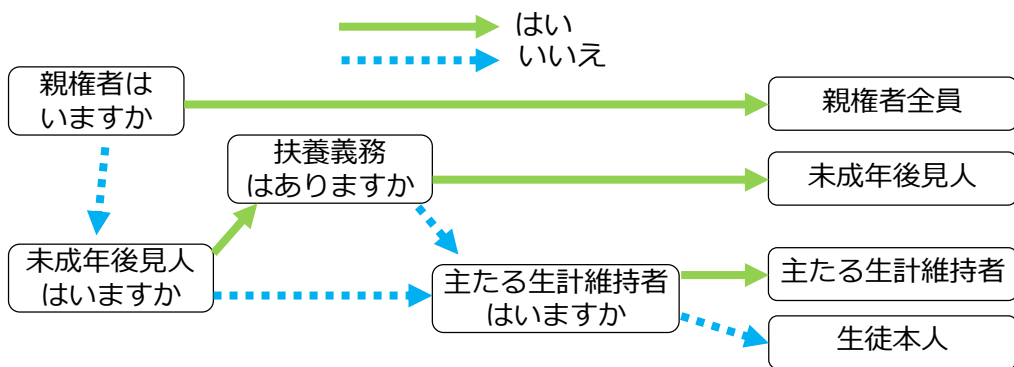 はい
いいえ
親権者は
いますか
親権者全員
扶養義務
はありますか
未成年後見人
未成年後見人
はいますか
主たる生計維持者
はいますか
主たる生計維持者
生徒本人